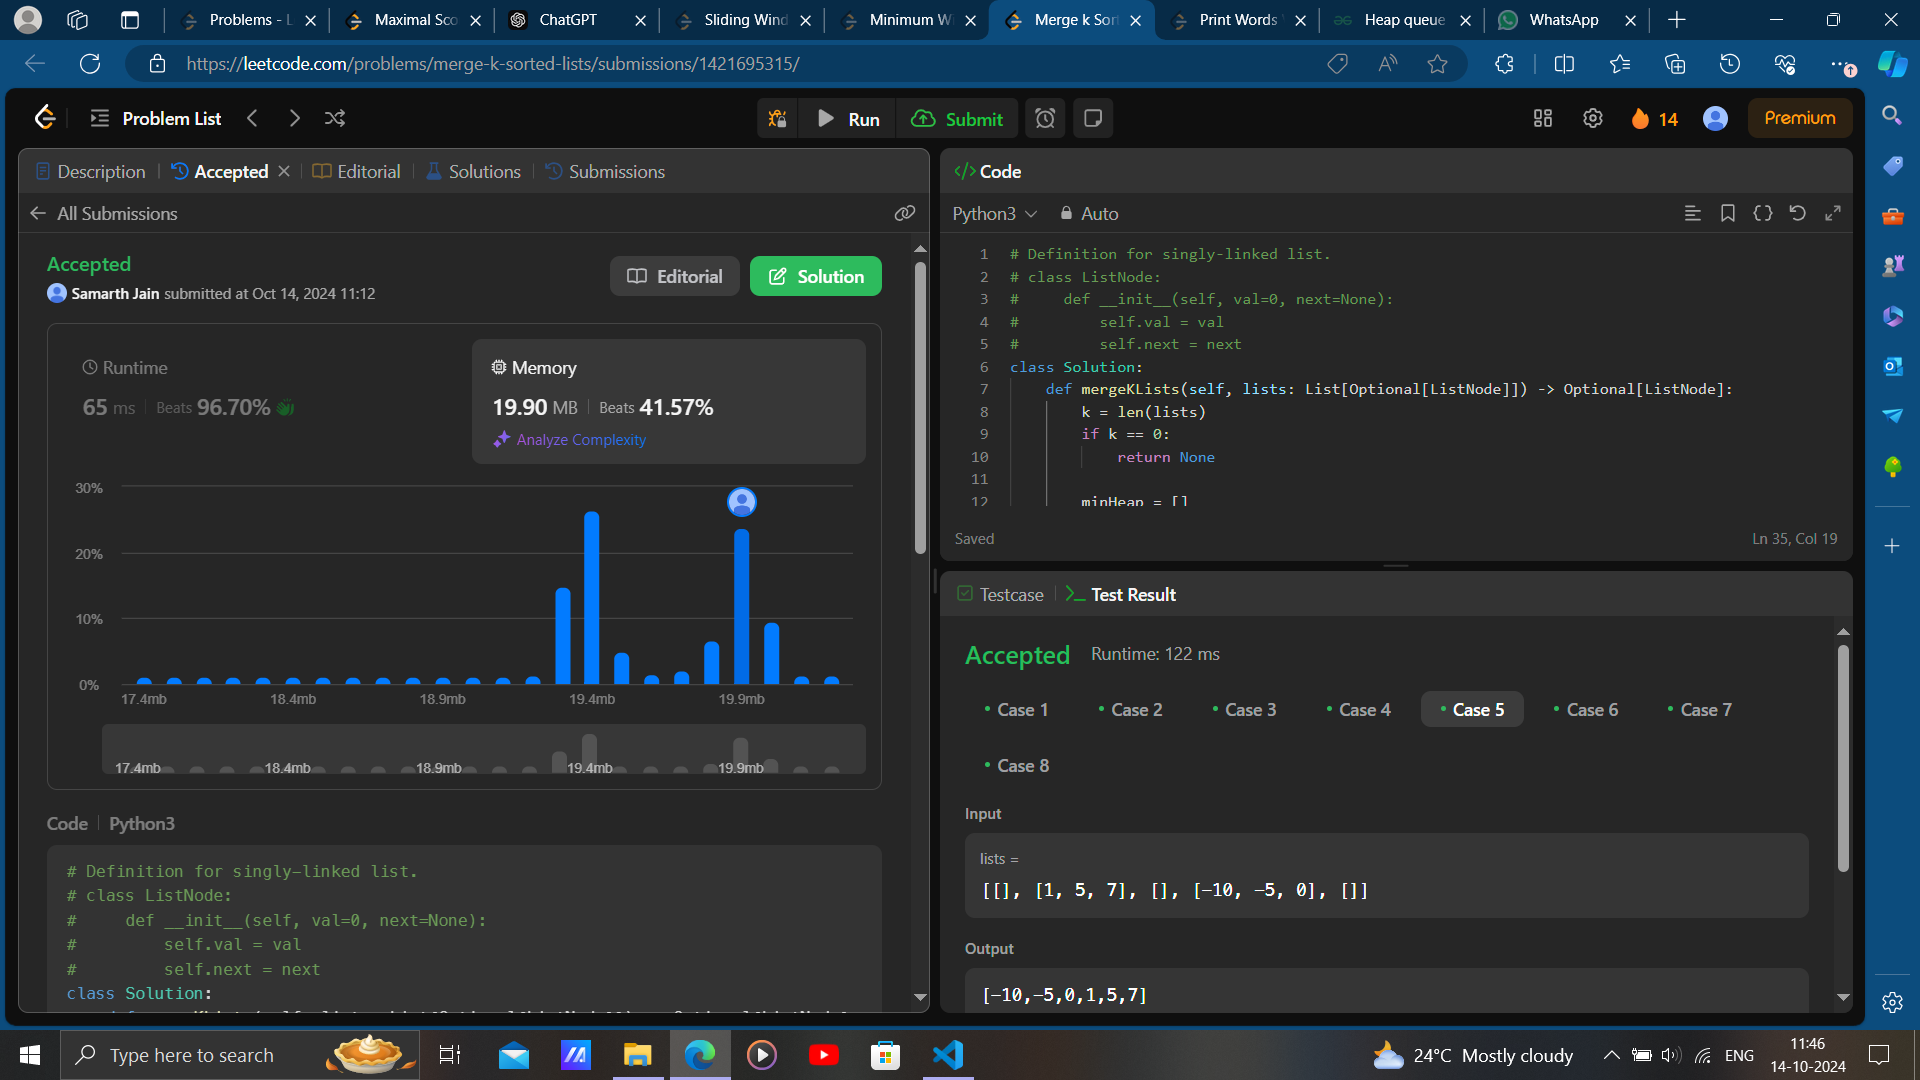 Problems - L
Maximal Sco
ChatGPT
Sliding Wind
Minimum Wi
Merge k Sort
Print Words
Heap queue
WhatsApp
https://leetcode.com/problems/merge-k-sorted-lists/submissions/1421695315/
Problem List
Run
Submit
14
Premium
Description
Accepted
Editorial
Solutions
Submissions
All Submissions
Accepted
Samarth Jain submitted at Oct 14, 2024 11:12
Editorial
Solution
Runtime
65 ms
Beats 96.70%
Memory
19.90 MB
Beats 41.57%
Analyze Complexity
30%
20%
10%
0%
17.4mb
18.4mb
18.9mb
19.4mb
19.9mb
17.4mb
18.4mb
18.9mb
19.4mb
19.9mb
Code
Python3
# Definition for singly-linked list.
# class ListNode:
#     def __init__(self, val=0, next=None):
#         self.val = val
#         self.next = next
class Solution:
</> Code
Python3
Auto
1 # Definition for singly-linked list.
2 # class ListNode:
3 #     def __init__(self, val=0, next=None):
4 #         self.val = val
5 #         self.next = next
6 class Solution:
7     def mergeKLists(self, lists: List[Optional[ListNode]]) -> Optional[ListNode]:
8         k = len(lists)
9         if k == 0:
10             return None
11
12         minHeap = []
Saved
Ln 35, Col 19
Testcase
Test Result
Accepted
Runtime: 122 ms
Case 1
Case 2
Case 3
Case 4
Case 5
Case 6
Case 7
Case 8
Input
lists =
[[], [1, 5, 7], [], [-10, -5, 0], []]
Output
[-10,-5,0,1,5,7]
Type here to search
24°C Mostly cloudy
ENG
11:46
14-10-2024